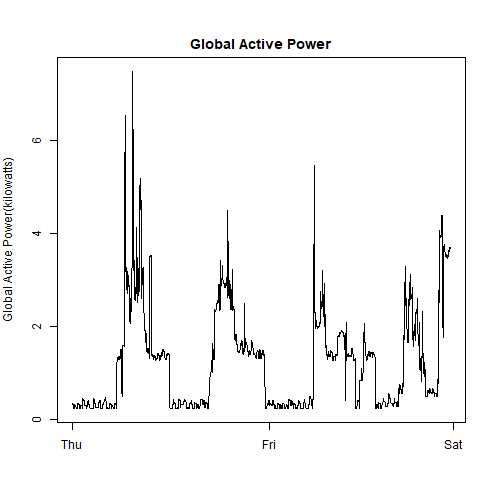 Global Active Power
Global Active Power(kilowatts)
6
4
2
0
Thu
Fri
Sat